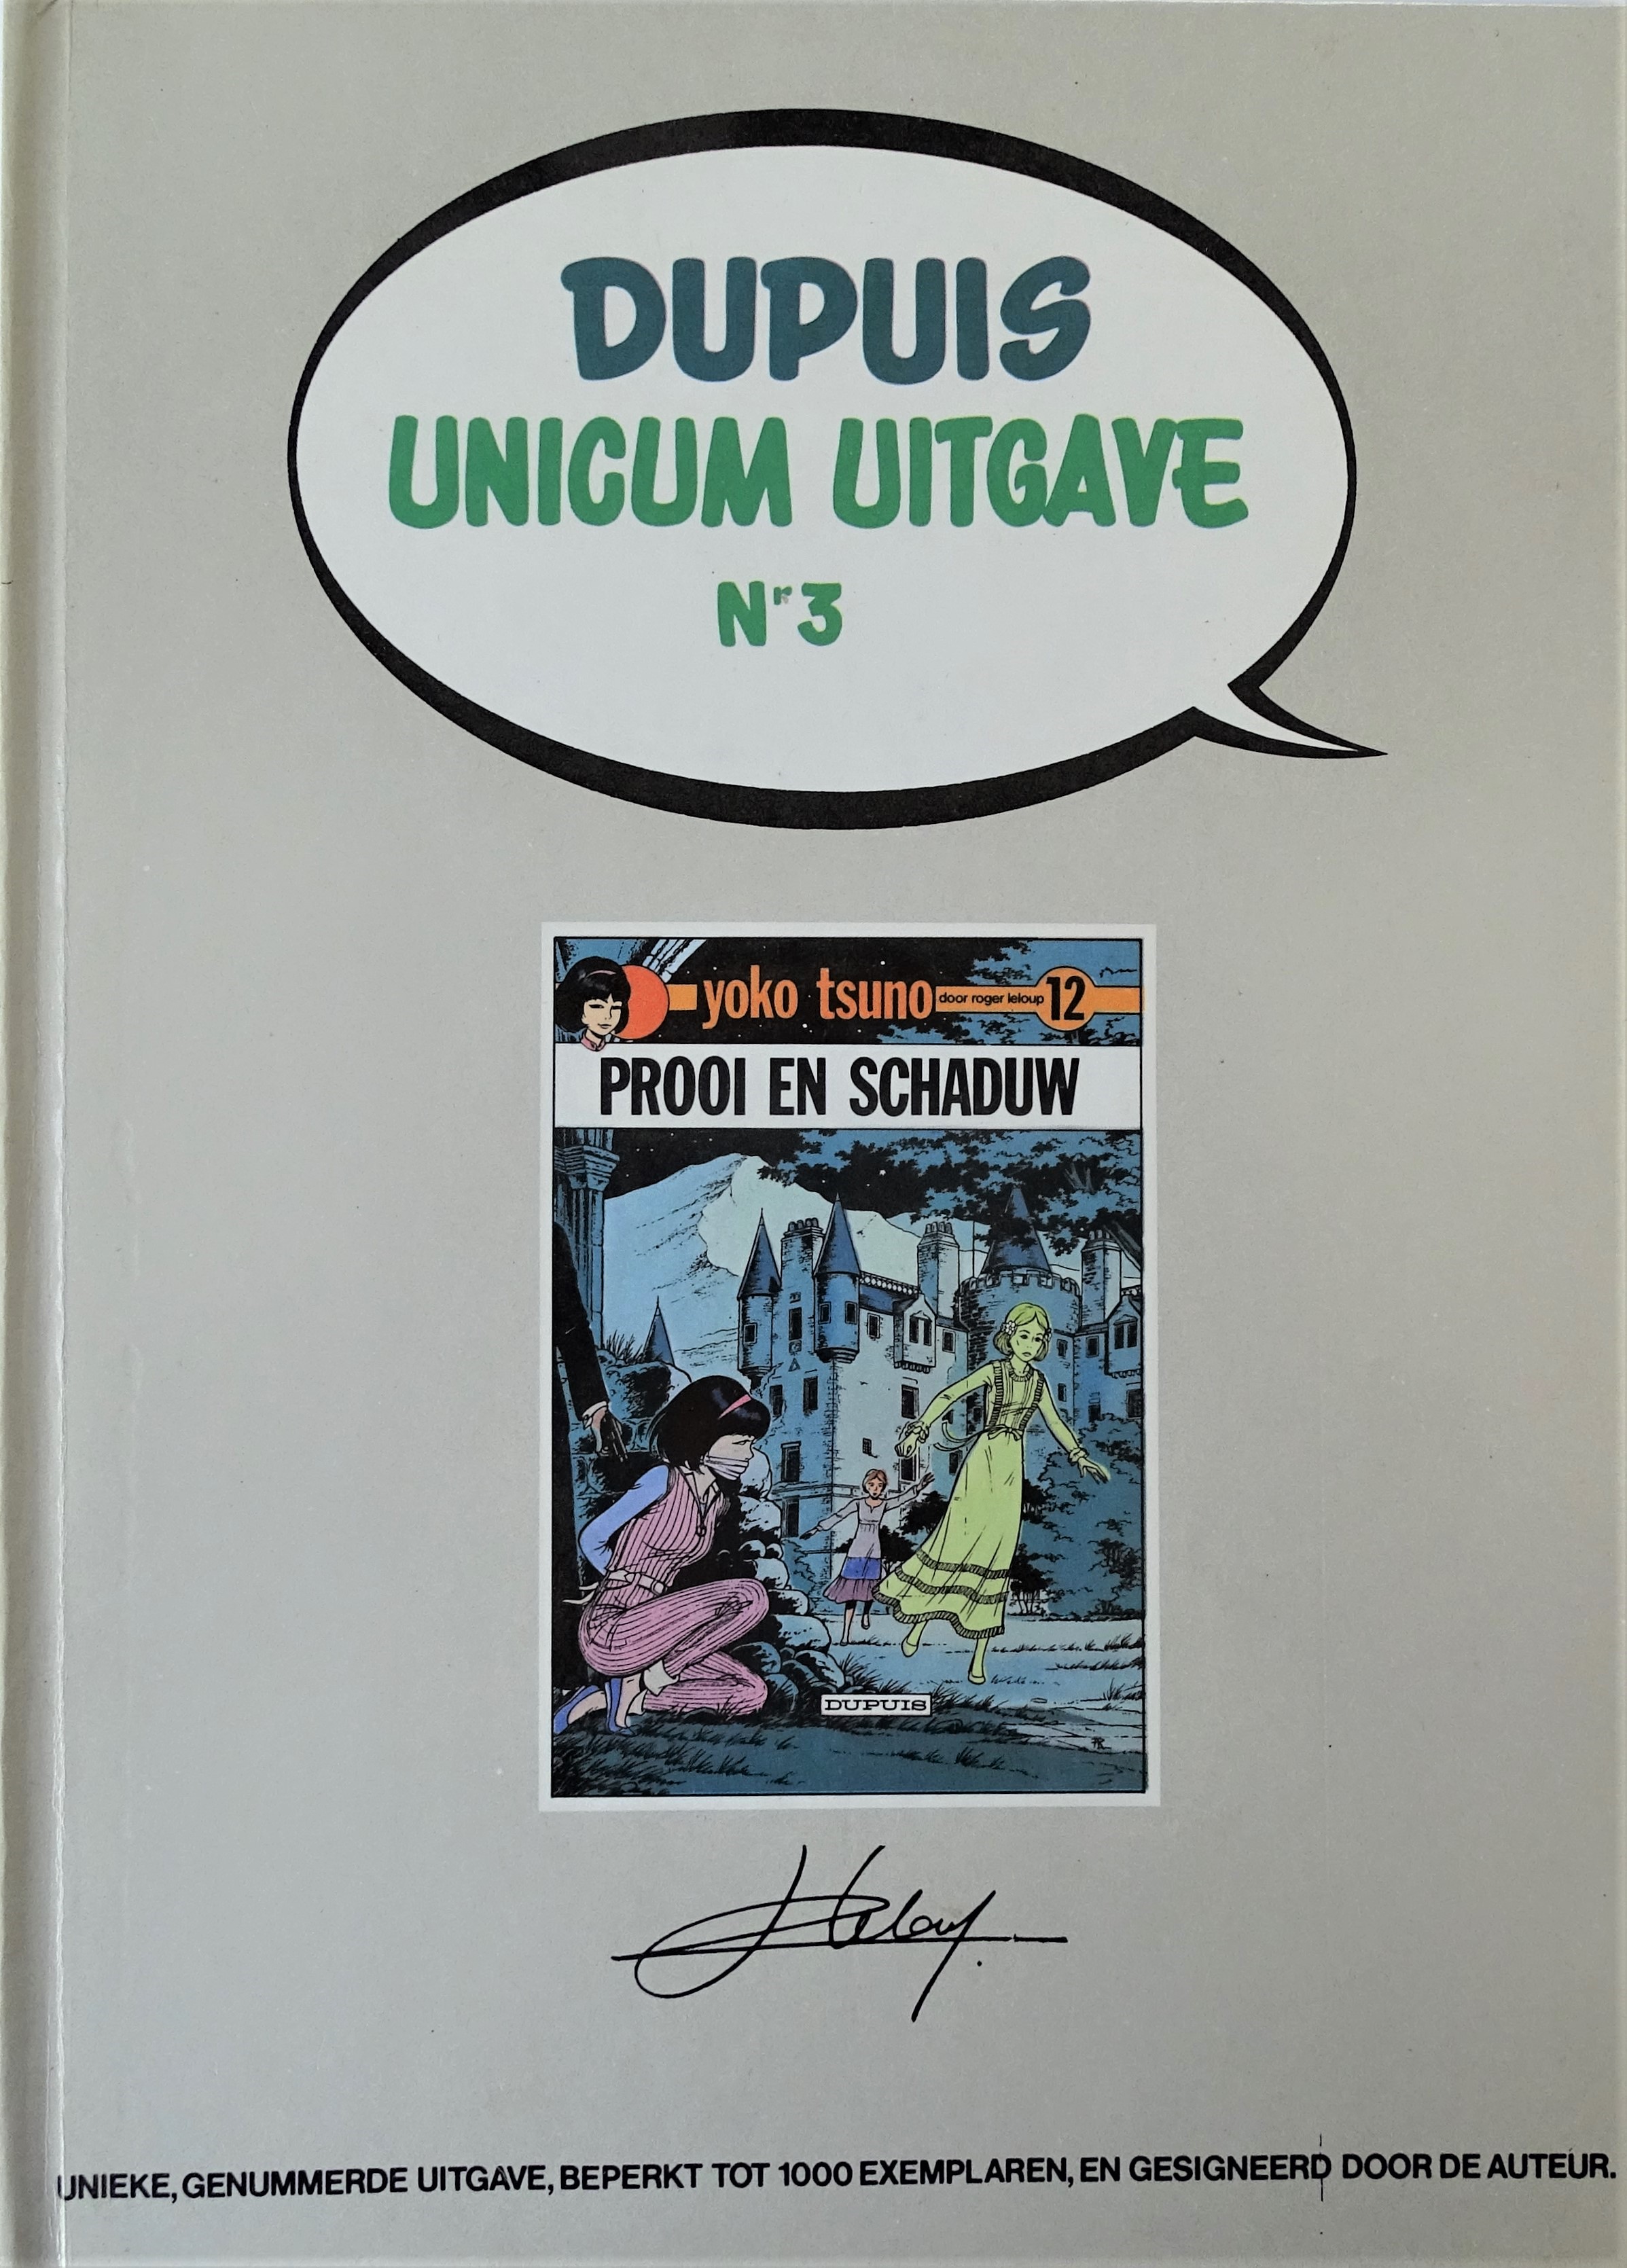 DUPUIS
UNICUM UITGAVE
Nr 3
yoko tsuno door roger leloup 12
PROOI EN SCHADUW
DUPUIS
Leloup
UNIEKE, GENUMMERDE UITGAVE, BEPERKT TOT 1000 EXEMPLAREN, EN GESIGNEERD DOOR DE AUTEUR.